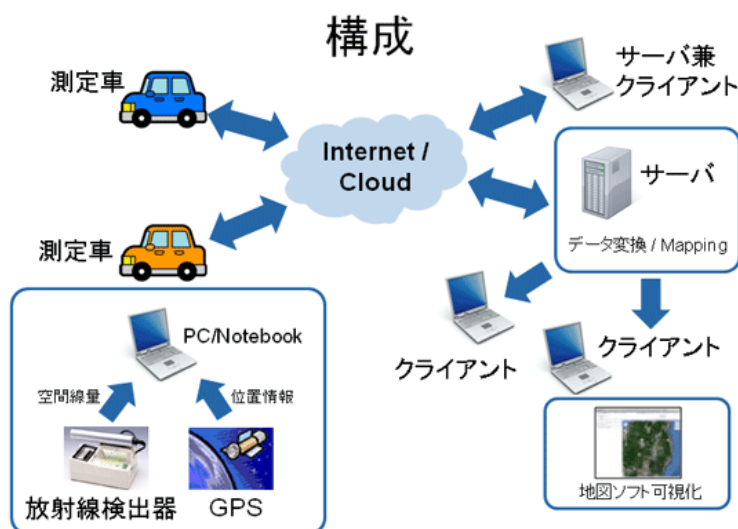 構成
測定車
サーバ兼
クライアント
Internet /
Cloud
サーバ
データ変換 / Mapping
測定車
PC/Notebook
空間線量
位置情報
放射線検出器
GPS
クライアント
クライアント
地図ソフト可視化